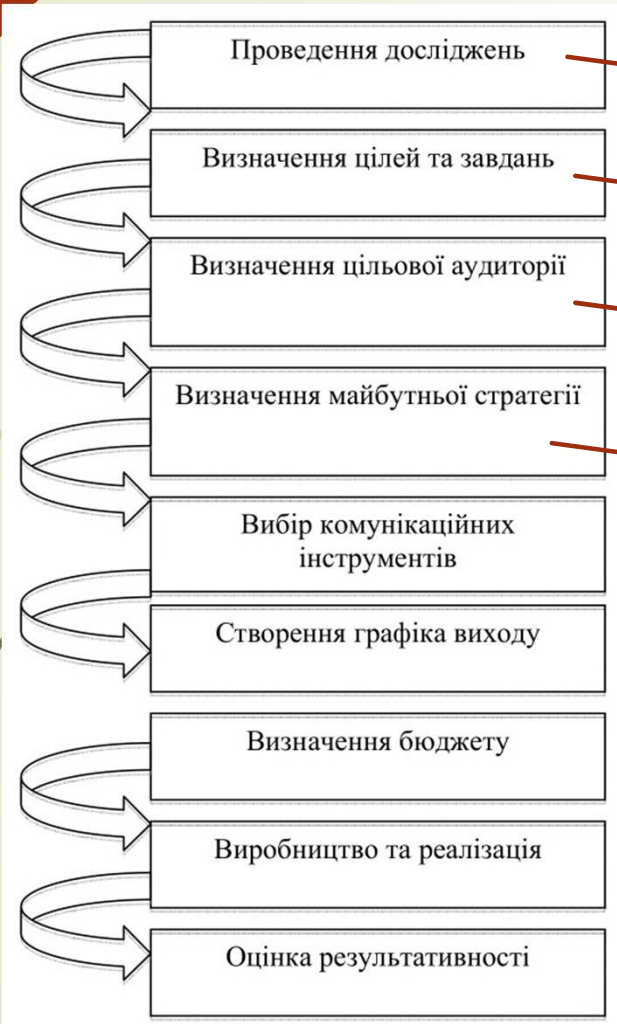 Проведення досліджень
Визначення цілей та завдань
Визначення цільової аудиторії
Визначення майбутньої стратегії
Вибір комунікаційних
інструментів
Створення графіка виходу
Визначення бюджету
Виробництво та реалізація
Оцінка результативності